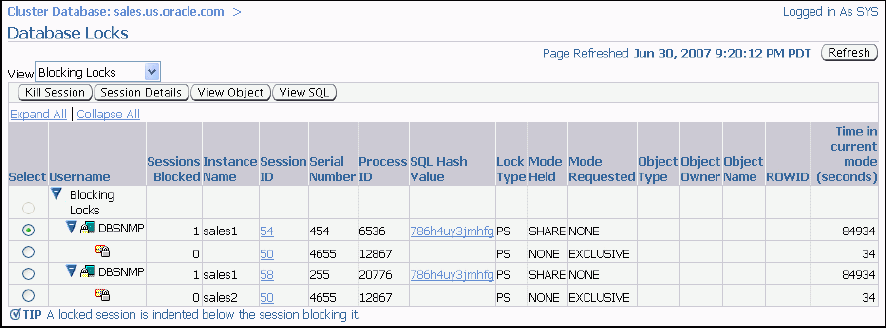 Cluster Database: sales.us.oracle.com >
Logged in As SYS
Database Locks
Page Refreshed Jun 30, 2007 9:20:12 PM PDT Refresh
View Blocking Locks
Kill Session Session Details View Object View SQL
Expand All | Collapse All
Select Username Sessions Blocked Instance Name Session ID Serial Number Process ID SQL Hash Value Lock Type Mode Held Mode Requested Object Type Object Owner Object Name ROWID Time in current mode (seconds)
Blocking Locks
DBSNMP 1 sales1 54 454 6536 786h4uy3jmhfg PS SHARE NONE 84934
0 50 4655 12867 PS NONE EXCLUSIVE 34
DBSNMP 1 sales1 58 255 20776 786h4uy3jmhfg PS SHARE NONE 84934
0 sales2 50 4655 12867 PS NONE EXCLUSIVE 34
TIP A locked session is indented below the session blocking it.